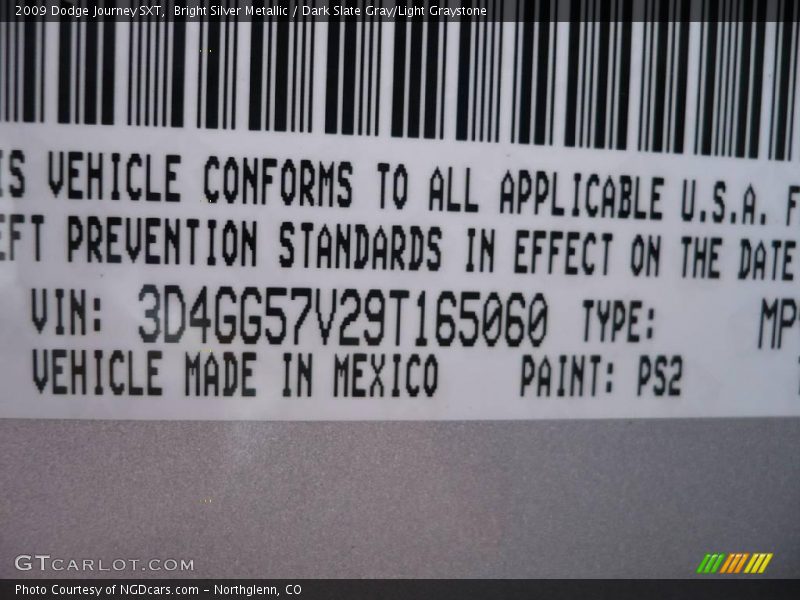 2009 Dodge Journey SXT, Bright Silver Metallic / Dark Slate Gray/Light Graystone
IS VEHICLE CONFORMS TO ALL APPLICABLE U.S.A. F
EFT PREVENTION STANDARDS IN EFFECT ON THE DATE
VIN: 3D4GG57V29T165060 TYPE: MP
VEHICLE MADE IN MEXICO PAINT: PS2
GTCARLOT.COM
Photo Courtesy of NGDcars.com - Northglenn, CO